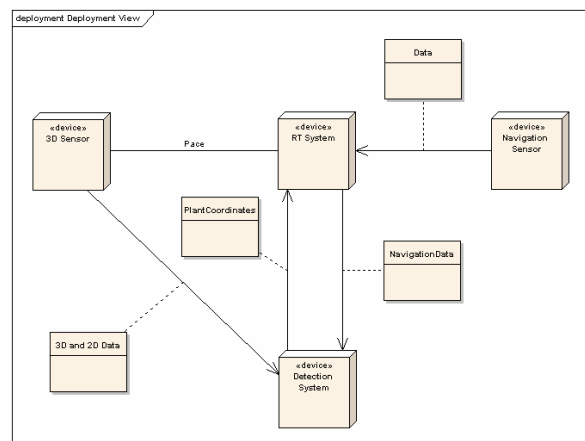 deployment Deployment View
Data
«device»
3D Sensor
Pace
«device»
RT System
«device»
Navigation
Sensor
PlantCoordinates
NavigationData
3D and 2D Data
«device»
Detection
System